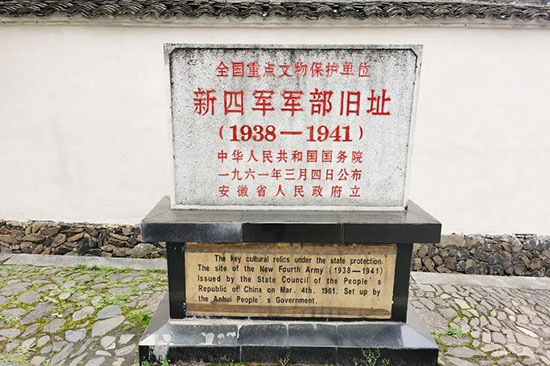 全国重点文物保护单位
新四军军部旧址
(1938—1941)
中华人民共和国国务院
一九六一年三月四日公布
安徽省人民政府立
The key cultural relics under the state protection.
The site of the New Fourth Army (1938—1941)
Issued by the State Council of the People's
Republic of China on Mar. 4th. 1961. Set up by
the Anhui People's Government.